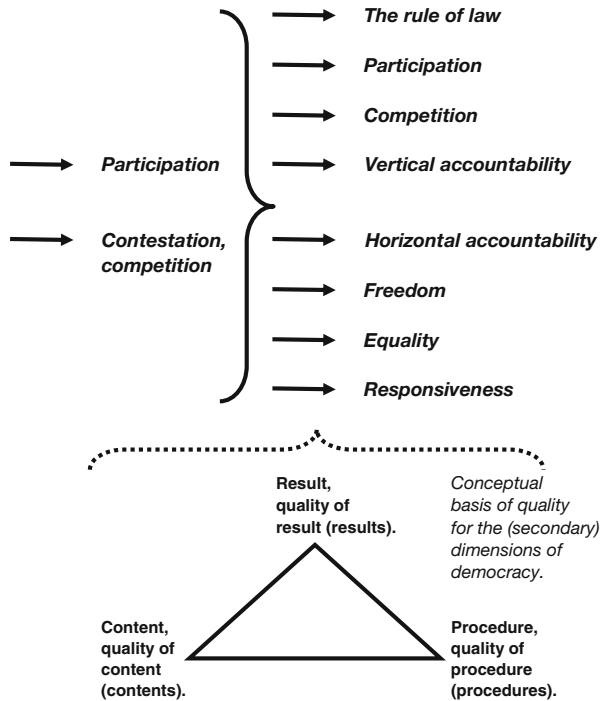 The rule of law
Participation
Competition
Vertical accountability
Participation
Contestation,
competition
Horizontal accountability
Freedom
Equality
Responsiveness
Result,
quality of
result (results).
Conceptual
basis of quality
for the (secondary)
dimensions of
democracy.
Content,
quality of
content
(contents).
Procedure,
quality of
procedure
(procedures).